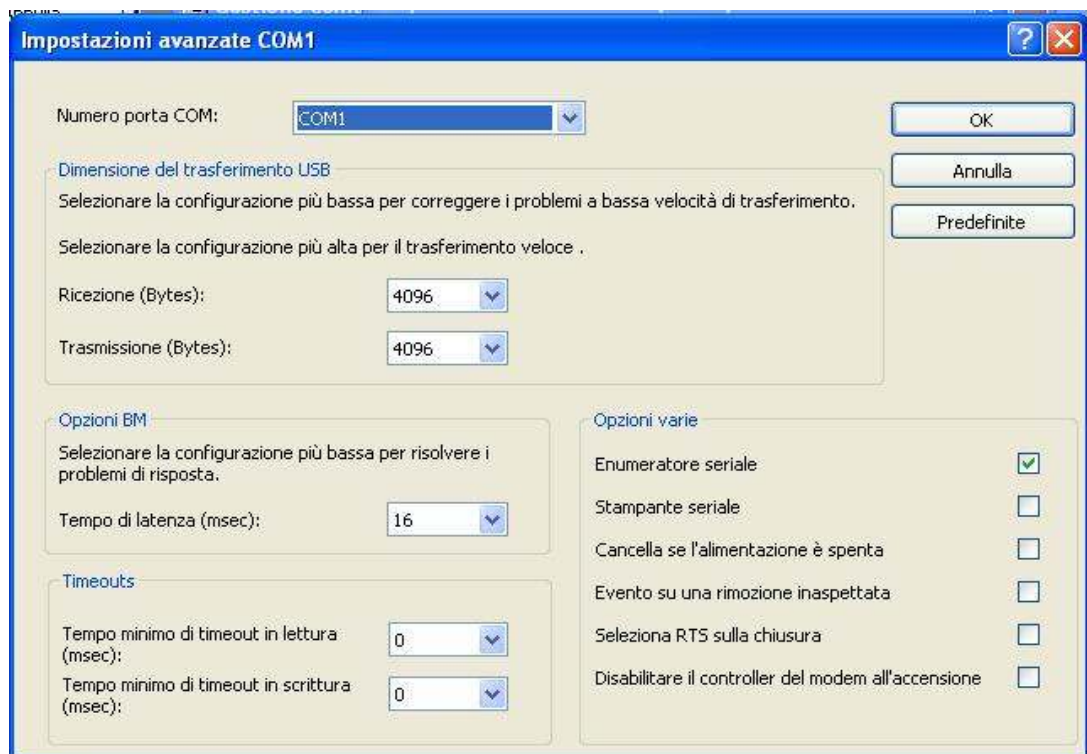 Impostazioni avanzate COM1
Numero porta COM:
COM1
OK
Annulla
Predefinite
Dimensione del trasferimento USB
Selezionare la configurazione più bassa per correggere i problemi a bassa velocità di trasferimento.
Selezionare la configurazione più alta per il trasferimento veloce .
Ricezione (Bytes):
4096
Trasmissione (Bytes):
4096
Opzioni BM
Selezionare la configurazione più bassa per risolvere i
problemi di risposta.
Tempo di latenza (msec):
16
Timeouts
Tempo minimo di timeout in lettura
(msec):
0
Tempo minimo di timeout in scrittura
(msec):
0
Opzioni varie
Enumeratore seriale
Stampante seriale
Cancella se l'alimentazione è spenta
Evento su una rimozione inaspettata
Seleziona RTS sulla chiusura
Disabilitare il controller del modem all'accensione